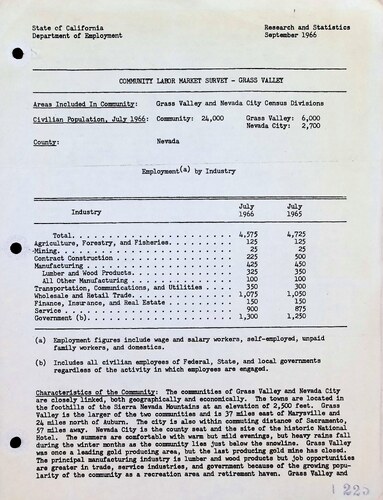 State of California Research and Statistics
Department of Employment September 1966
COMMUNITY LABOR MARKET SURVEY - GRASS VALLEY
Areas Included In Community: Grass Valley and Nevada City Census Divisions
Civilian Population, July 1966: Community: 24,000 Grass Valley: 6,000
Nevada City: 2,700
County: Nevada
Employment(a) by Industry
Industry July 1966 July 1965
Total. . . . . . . . . . 4,575 4,725
Agriculture, Forestry, and Fisheries. . . . . . . . . . 125 125
Mining. . . . . . . . . . 25 25
Contract Construction . . . . . . . . . . 225 500
Manufacturing . . . . . . . . . . 425 450
Lumber and Wood Products. . . . . . . . . . 325 350
All Other Manufacturing . . . . . . . . . . 100 100
Transportation, Communications, and Utilities . . . . . . . 350 300
Wholesale and Retail Trade. . . . . . . . . . 1,075 1,050
Finance, Insurance, and Real Estate . . . . . . . . . . 150 150
Service . . . . . . . . . . 900 875
Government (b). . . . . . . . . . 1,300 1,250
(a) Employment figures include wage and salary workers, self-employed, unpaid
family workers, and domestics.
(b) Includes all civilian employees of Federal, State, and local governments
regardless of the activity in which employees are engaged.
Characteristics of the Community: The communities of Grass Valley and Nevada City
are closely linked, both geographically and economically. The towns are located in
the foothills of the Sierra Nevada Mountains at an elevation of 2,500 feet. Grass
Valley is the larger of the two communities and is 37 miles east of Marysville and
24 miles north of Auburn. The city is also within commuting distance of Sacramento,
57 miles away. Nevada City is the county seat and the site of the historic National
Hotel. The summers are comfortable with warm but mild evenings, but heavy rains fall
during the winter months as the community lies just below the snowline. Grass Valley
was once a leading gold producing area, but the last producing gold mine has closed.
The principal manufacturing industry is lumber and wood products but job opportunities
are greater in trade, service industries, and government because of the growing popu-
larity of the community as a recreation area and retirement haven. Grass Valley and